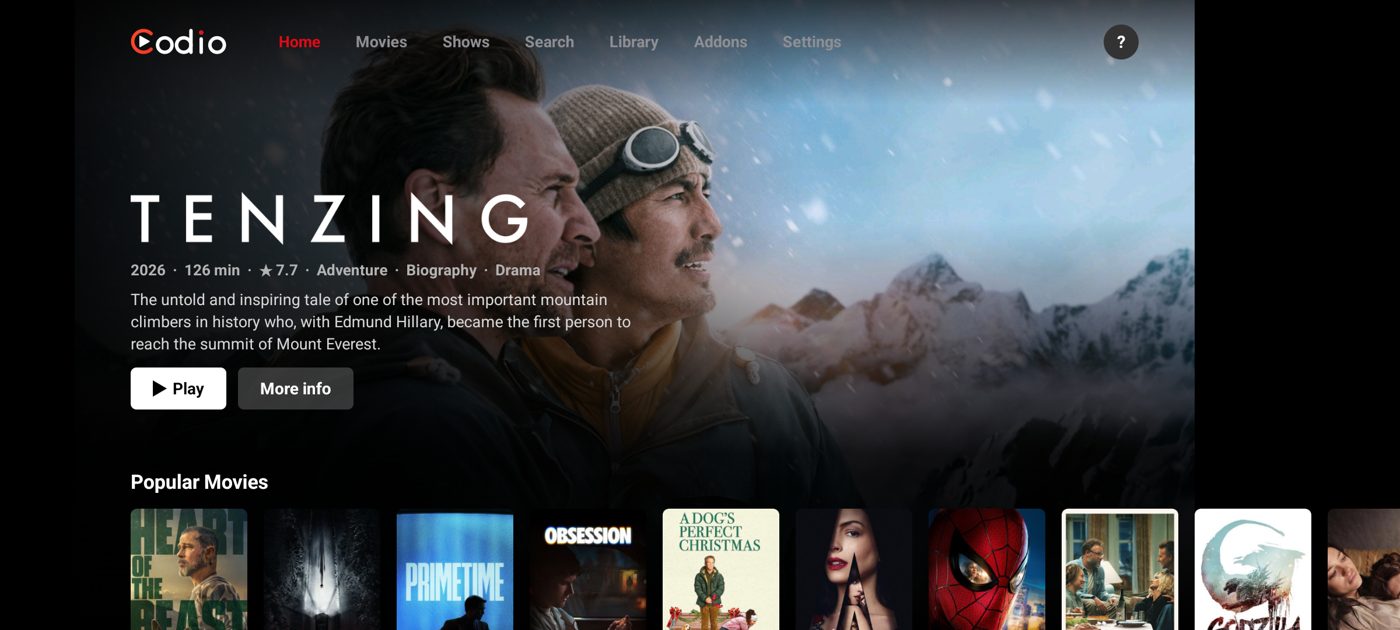 Codio
Home Movies Shows Search Library Addons Settings ?
TENZING
2026 · 126 min · ★ 7.7 · Adventure · Biography · Drama
The untold and inspiring tale of one of the most important mountain
climbers in history who, with Edmund Hillary, became the first person to
reach the summit of Mount Everest.
Play More info
Popular Movies
HEART
OF
THE
BEAST
PRIMETIME
OBSESSION
A DOG'S
PERFECT
CHRISTMAS
GODZILLA